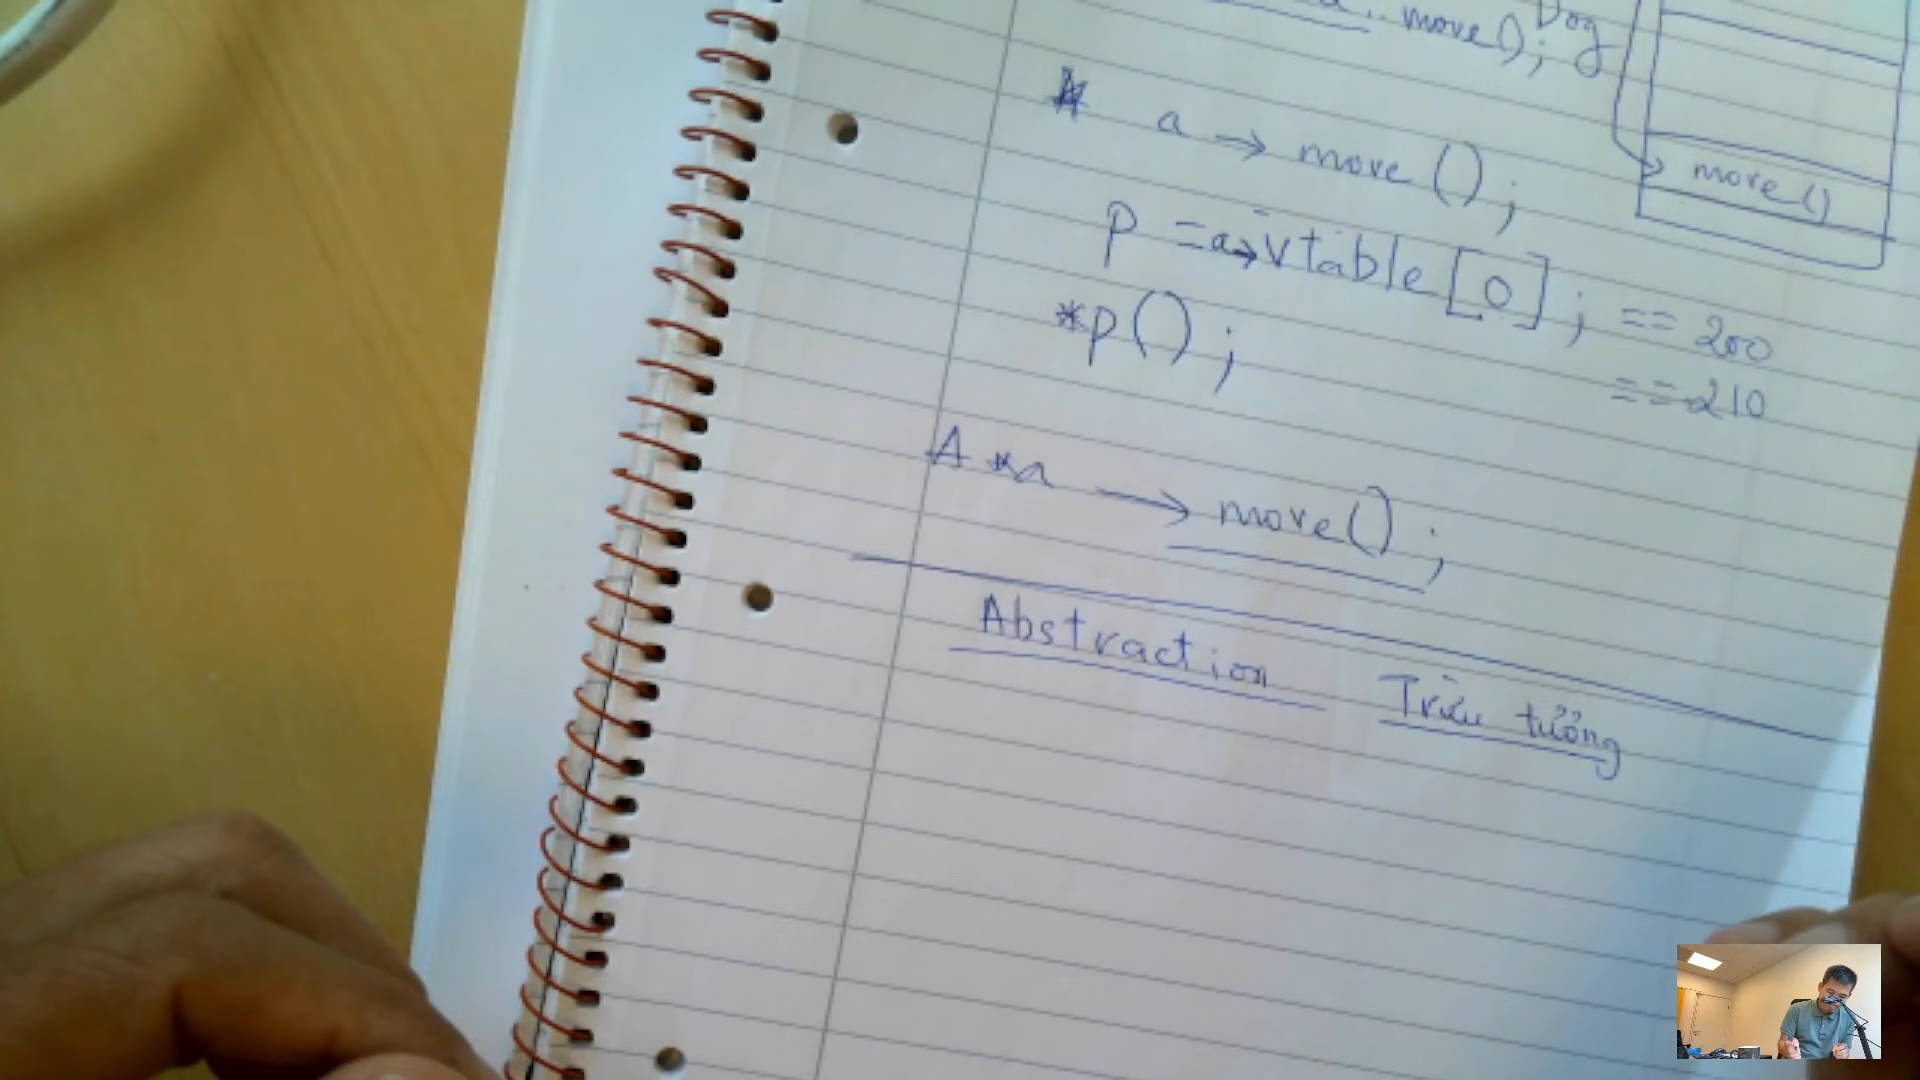 move(); Dog
a → move();
move()
p = a→vtable[0]; == 200
*p(); == 210
A *a → move();
Abstraction Trừu tượng